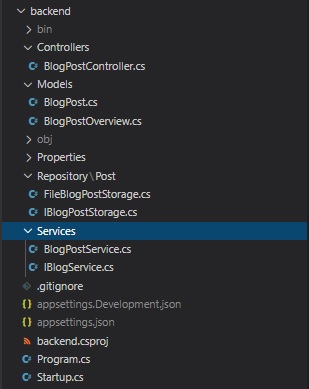 backend
bin
Controllers
BlogPostController.cs
Models
BlogPost.cs
BlogPostOverview.cs
obj
Properties
Repository\Post
FileBlogPostStorage.cs
IBlogPostStorage.cs
Services
BlogPostService.cs
IBlogService.cs
.gitignore
{} appsettings.Development.json
{} appsettings.json
backend.csproj
Program.cs
Startup.cs